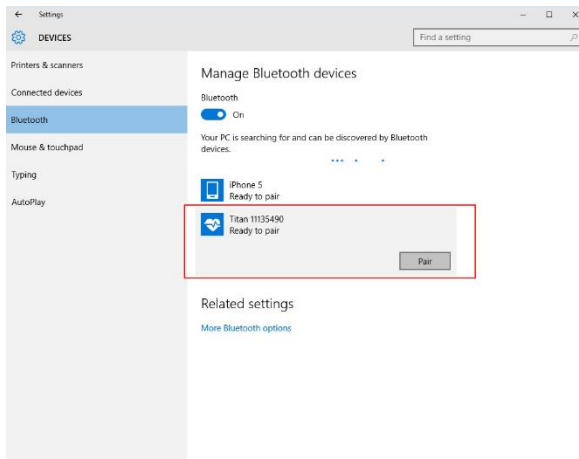 Settings
DEVICES
Find a setting
Printers & scanners
Connected devices
Bluetooth
Mouse & touchpad
Typing
AutoPlay
Manage Bluetooth devices
Bluetooth
On
Your PC is searching for and can be discovered by Bluetooth
devices.
iPhone 5
Ready to pair
Titan 11135490
Ready to pair
Pair
Related settings
More Bluetooth options